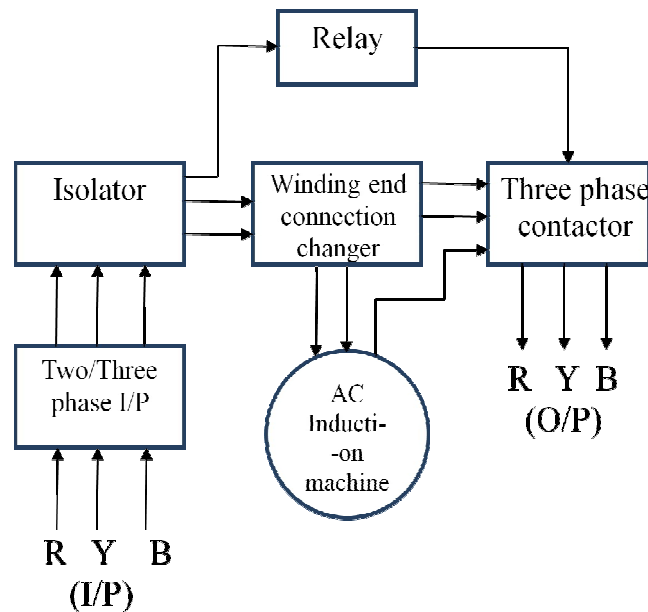 Relay
Isolator
Winding end
connection
changer
Three phase
contactor
Two/Three
phase I/P
AC
Inducti-
-on
machine
R Y B
(O/P)
R Y B
(I/P)